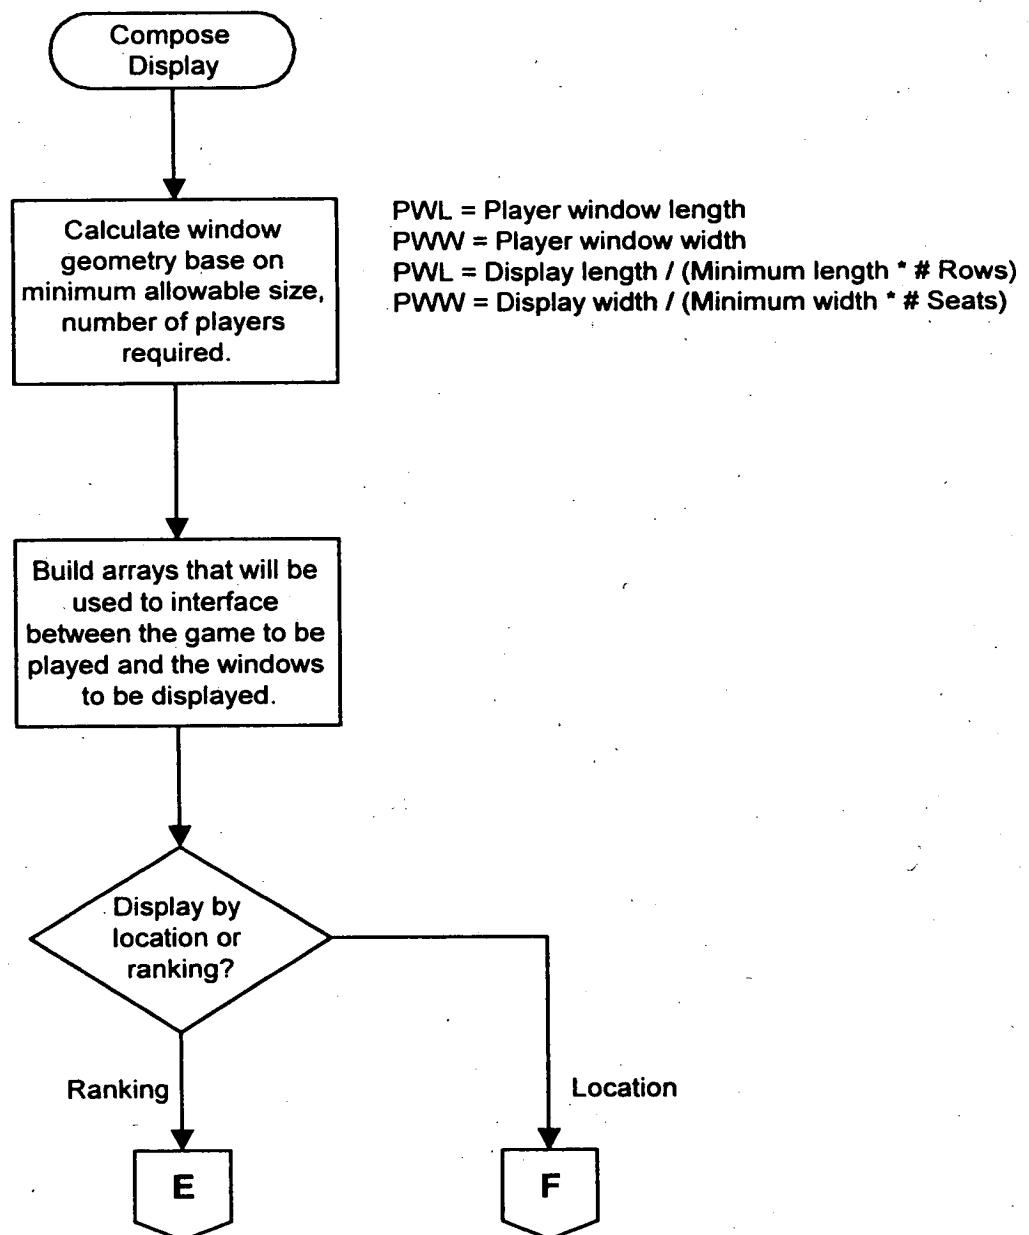 Compose
Display
Calculate window
geometry base on
minimum allowable size,
number of players
required.
PWL = Player window length
PWW = Player window width
PWL = Display length / (Minimum length * # Rows)
PWW = Display width / (Minimum width * # Seats)
Build arrays that will be
used to interface
between the game to be
played and the windows
to be displayed.
Display by
location or
ranking?
Ranking
Location
E
F